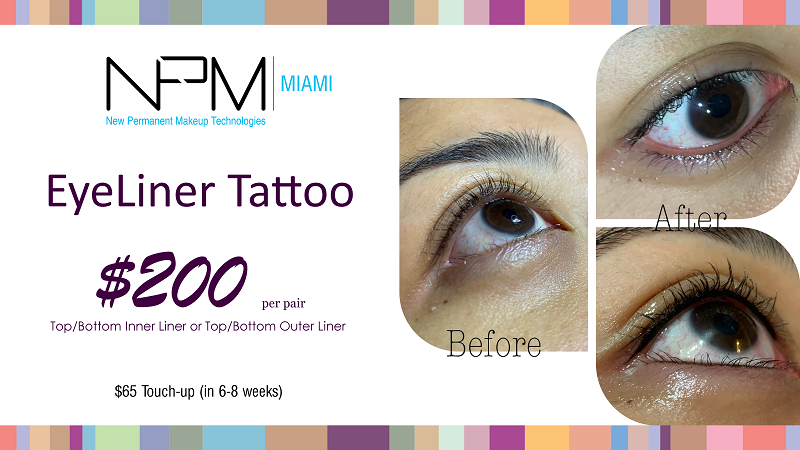 NPM MIAMI
New Permanent Makeup Technologies
EyeLiner Tattoo
$200 per pair
Top/Bottom Inner Liner or Top/Bottom Outer Liner
$65 Touch-up (in 6-8 weeks)
Before
After